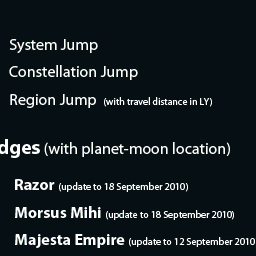 System Jump
Constellation Jump
Region Jump (with travel distance in LY)
dges (with planet-moon location)
Razor (update to 18 September 2010)
Morsus Mihi (update to 18 September 2010)
Majesta Empire (update to 12 September 2010